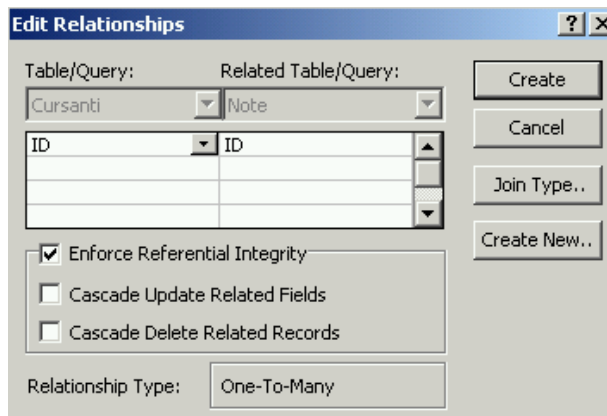 Edit Relationships
Table/Query: Related Table/Query:
Cursanti Note
ID ID
Enforce Referential Integrity
Cascade Update Related Fields
Cascade Delete Related Records
Relationship Type: One-To-Many
Create
Cancel
Join Type..
Create New..